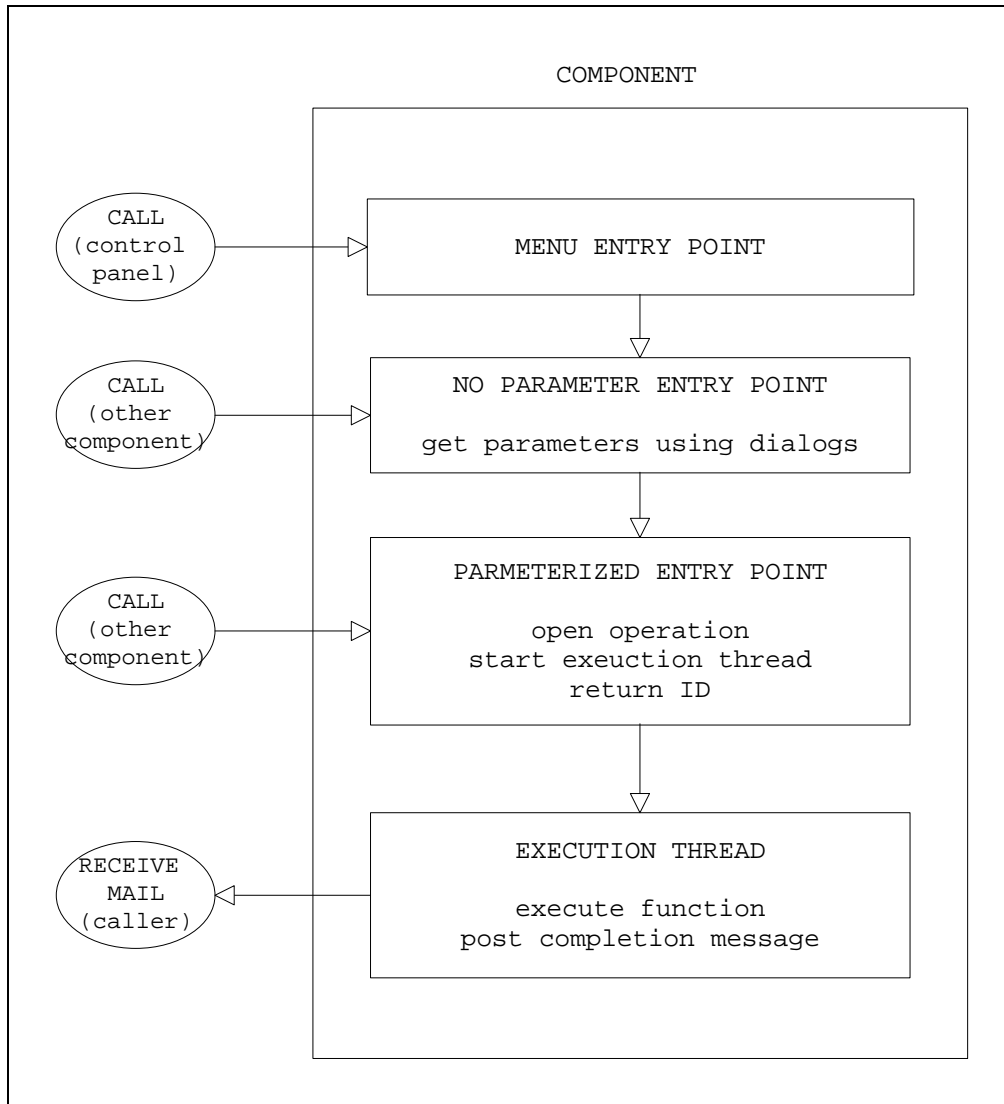 COMPONENT
CALL
(control
panel)
MENU ENTRY POINT
CALL
(other
component)
NO PARAMETER ENTRY POINT
get parameters using dialogs
CALL
(other
component)
PARMETERIZED ENTRY POINT
open operation
start exeuction thread
return ID
RECEIVE
MAIL
(caller)
EXECUTION THREAD
execute function
post completion message